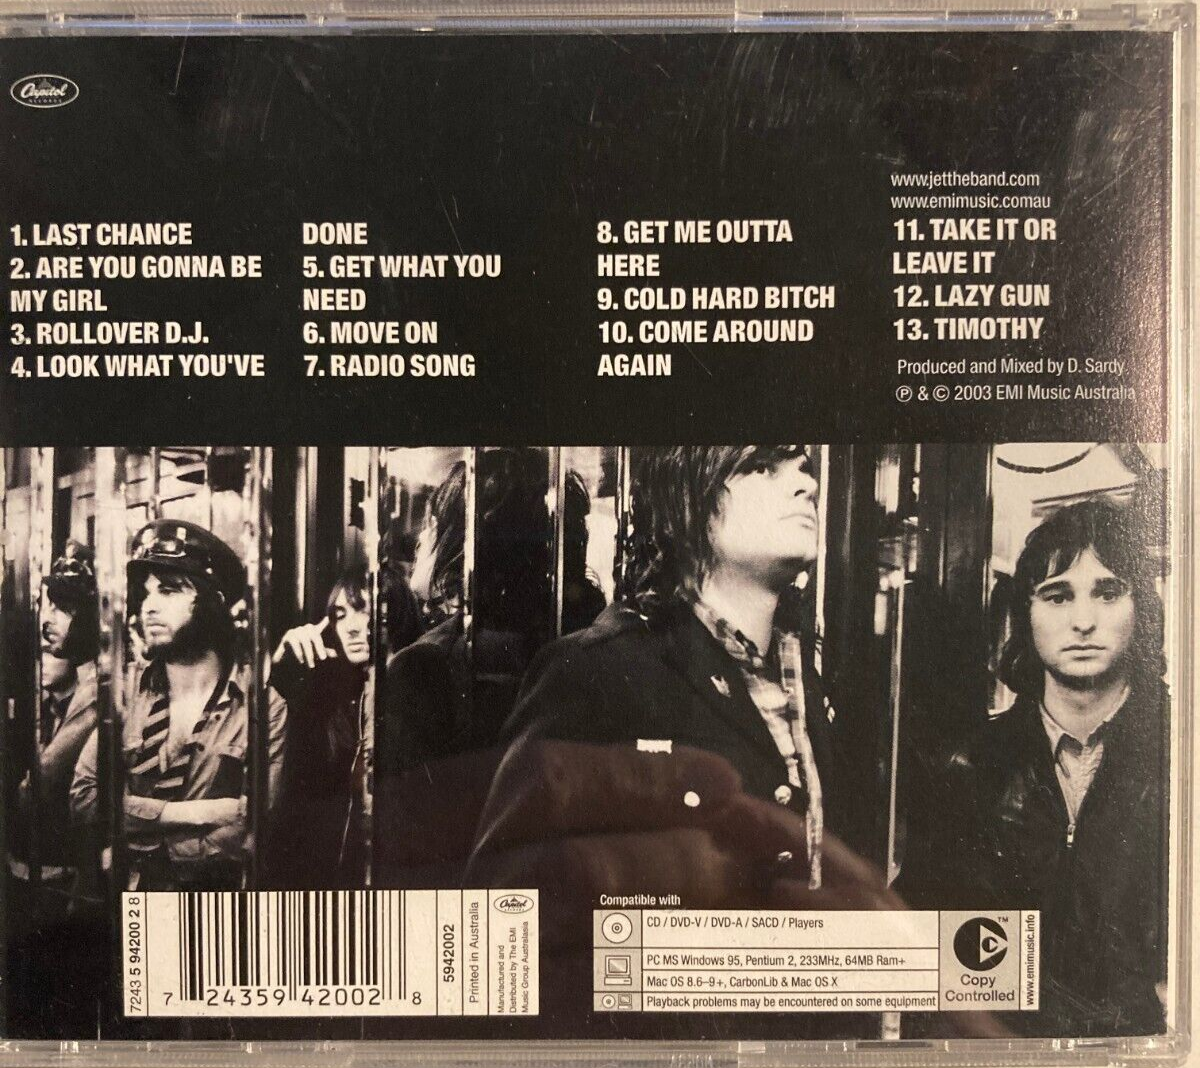 Capitol
RECORDS
www.jettheband.com
www.emimusic.comau
1. LAST CHANCE
2. ARE YOU GONNA BE
MY GIRL
3. ROLLOVER D.J.
4. LOOK WHAT YOU'VE
DONE
5. GET WHAT YOU
NEED
6. MOVE ON
7. RADIO SONG
8. GET ME OUTTA
HERE
9. COLD HARD BITCH
10. COME AROUND
AGAIN
11. TAKE IT OR
LEAVE IT
12. LAZY GUN
13. TIMOTHY
Produced and Mixed by D. Sardy
℗ & © 2003 EMI Music Australia
7243 5 94200 2 8
7 24359 42002 8
5942002
Printed in Australia
Manufactured and
Distributed by The EMI
Music Group Australasia
Capitol
Compatible with
CD / DVD-V / DVD-A / SACD / Players
PC MS Windows 95, Pentium 2, 233MHz, 64MB Ram+
Mac OS 8.6–9+, CarbonLib & Mac OS X
Playback problems may be encountered on some equipment
C ™
Copy
Controlled
www.emimusic.info